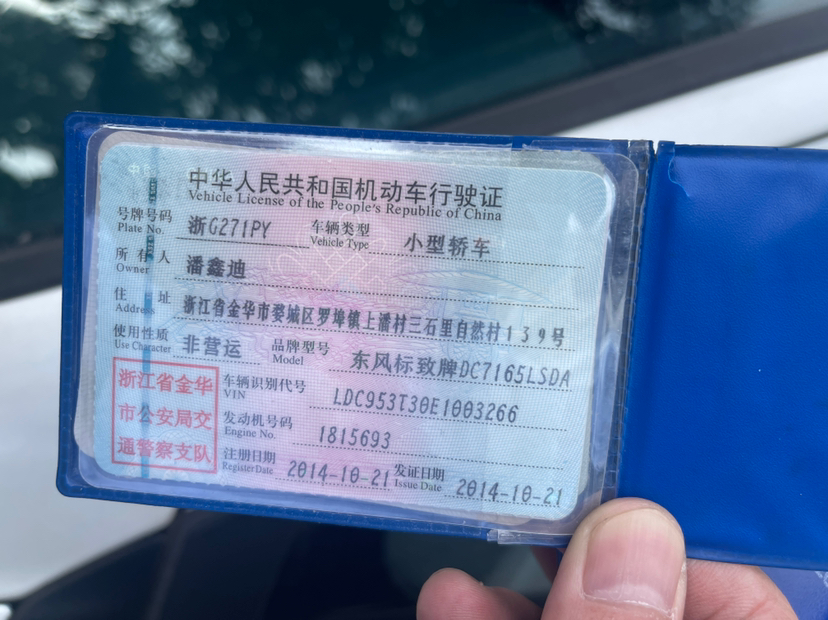 中华人民共和国机动车行驶证
Vehicle License of the People's Republic of China
号牌号码 浙G271PY 车辆类型 小型轿车
Plate No. Vehicle Type
所有人 潘鑫迪
Owner
住址 浙江省金华市婺城区罗埠镇上潘村三石里自然村139号
Address
使用性质 非营运 品牌型号 东风标致牌DC7165LSDA
Use Character Model
浙江省金华
市公安局交
通警察支队
车辆识别代号 LDC953T30E1003266
VIN
发动机号码 1815693
Engine No.
注册日期 2014-10-21 发证日期 2014-10-21
Register Date Issue Date